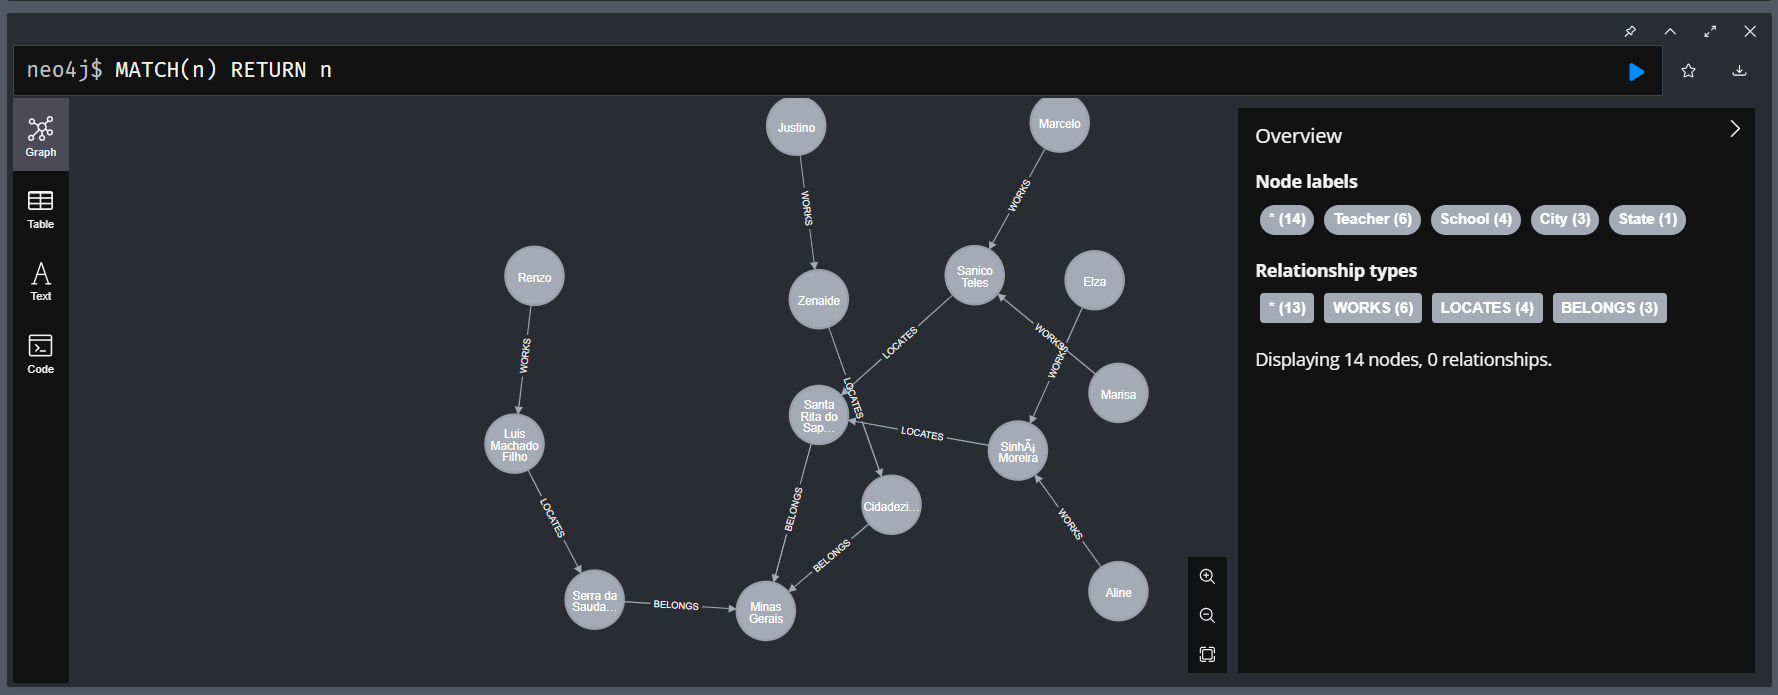 neo4j$ MATCH(n) RETURN n
Graph
Table
Text
Code
Justino
Marcelo
WORKS
WORKS
Renzo
Zenaide
Sanico
Teles
Elza
WORKS
LOCATES
WORKS
WORKS
Marisa
LOCATES
Santa
Rita do
Sap...
LOCATES
Luis
Machado
Filho
Sinhá
Moreira
LOCATES
BELONGS
Cidadezi...
WORKS
BELONGS
Serra da
Sauda...
BELONGS
Minas
Gerais
Aline
Overview
Node labels
* (14) Teacher (6) School (4) City (3) State (1)
Relationship types
* (13) WORKS (6) LOCATES (4) BELONGS (3)
Displaying 14 nodes, 0 relationships.